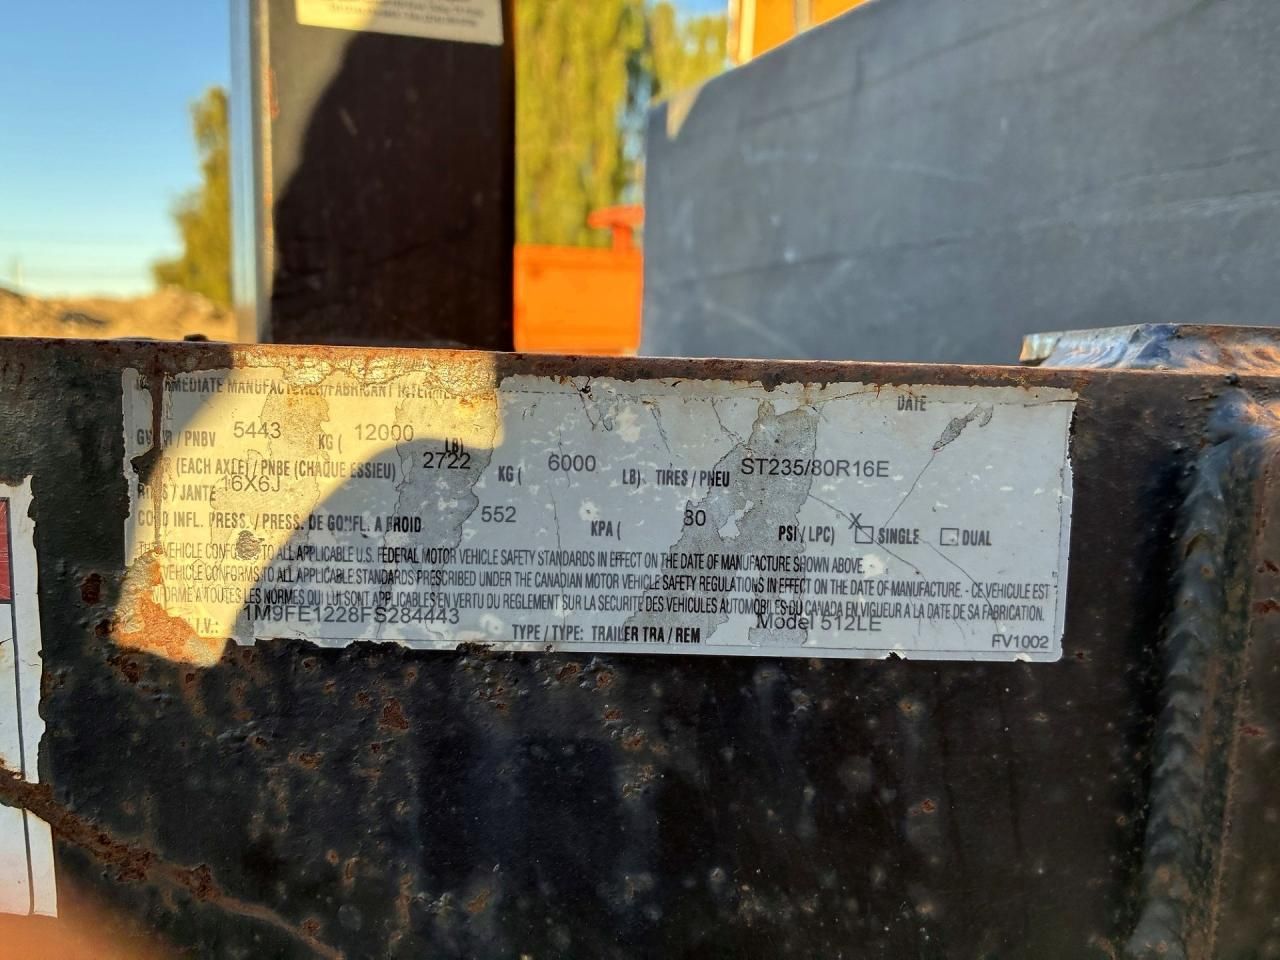 MEDIATE MANUFACTURER/FABRICANT INTERMED
DATE
GVWR / PNBV 5443 KG ( 12000 LB)
(EACH AXLE) / PNBE (CHAQUE ESSIEU) 2722 KG ( 6000 LB) TIRES / PNEU ST235/80R16E
/ JANTE 16X6J
COLD INFL. PRESS. / PRESS. DE GONFL. A FROID 552 KPA ( 80 PSI / LPC) X SINGLE DUAL
VEHICLE CONFORMS TO ALL APPLICABLE U.S. FEDERAL MOTOR VEHICLE SAFETY STANDARDS IN EFFECT ON THE DATE OF MANUFACTURE SHOWN ABOVE.
VEHICLE CONFORMS TO ALL APPLICABLE STANDARDS PRESCRIBED UNDER THE CANADIAN MOTOR VEHICLE SAFETY REGULATIONS IN EFFECT ON THE DATE OF MANUFACTURE. - CE VEHICULE EST
A TOUTES LES NORMES QUI LUI SONT APPLICABLES EN VERTU DU REGLEMENT SUR LA SECURITE DES VEHICULES AUTOMOBILES DU CANADA EN VIGUEUR A LA DATE DE SA FABRICATION.
I.V.: 1M9FE1228FS284443 TYPE / TYPE: TRAILER TRA / REM Model 512LE FV1002